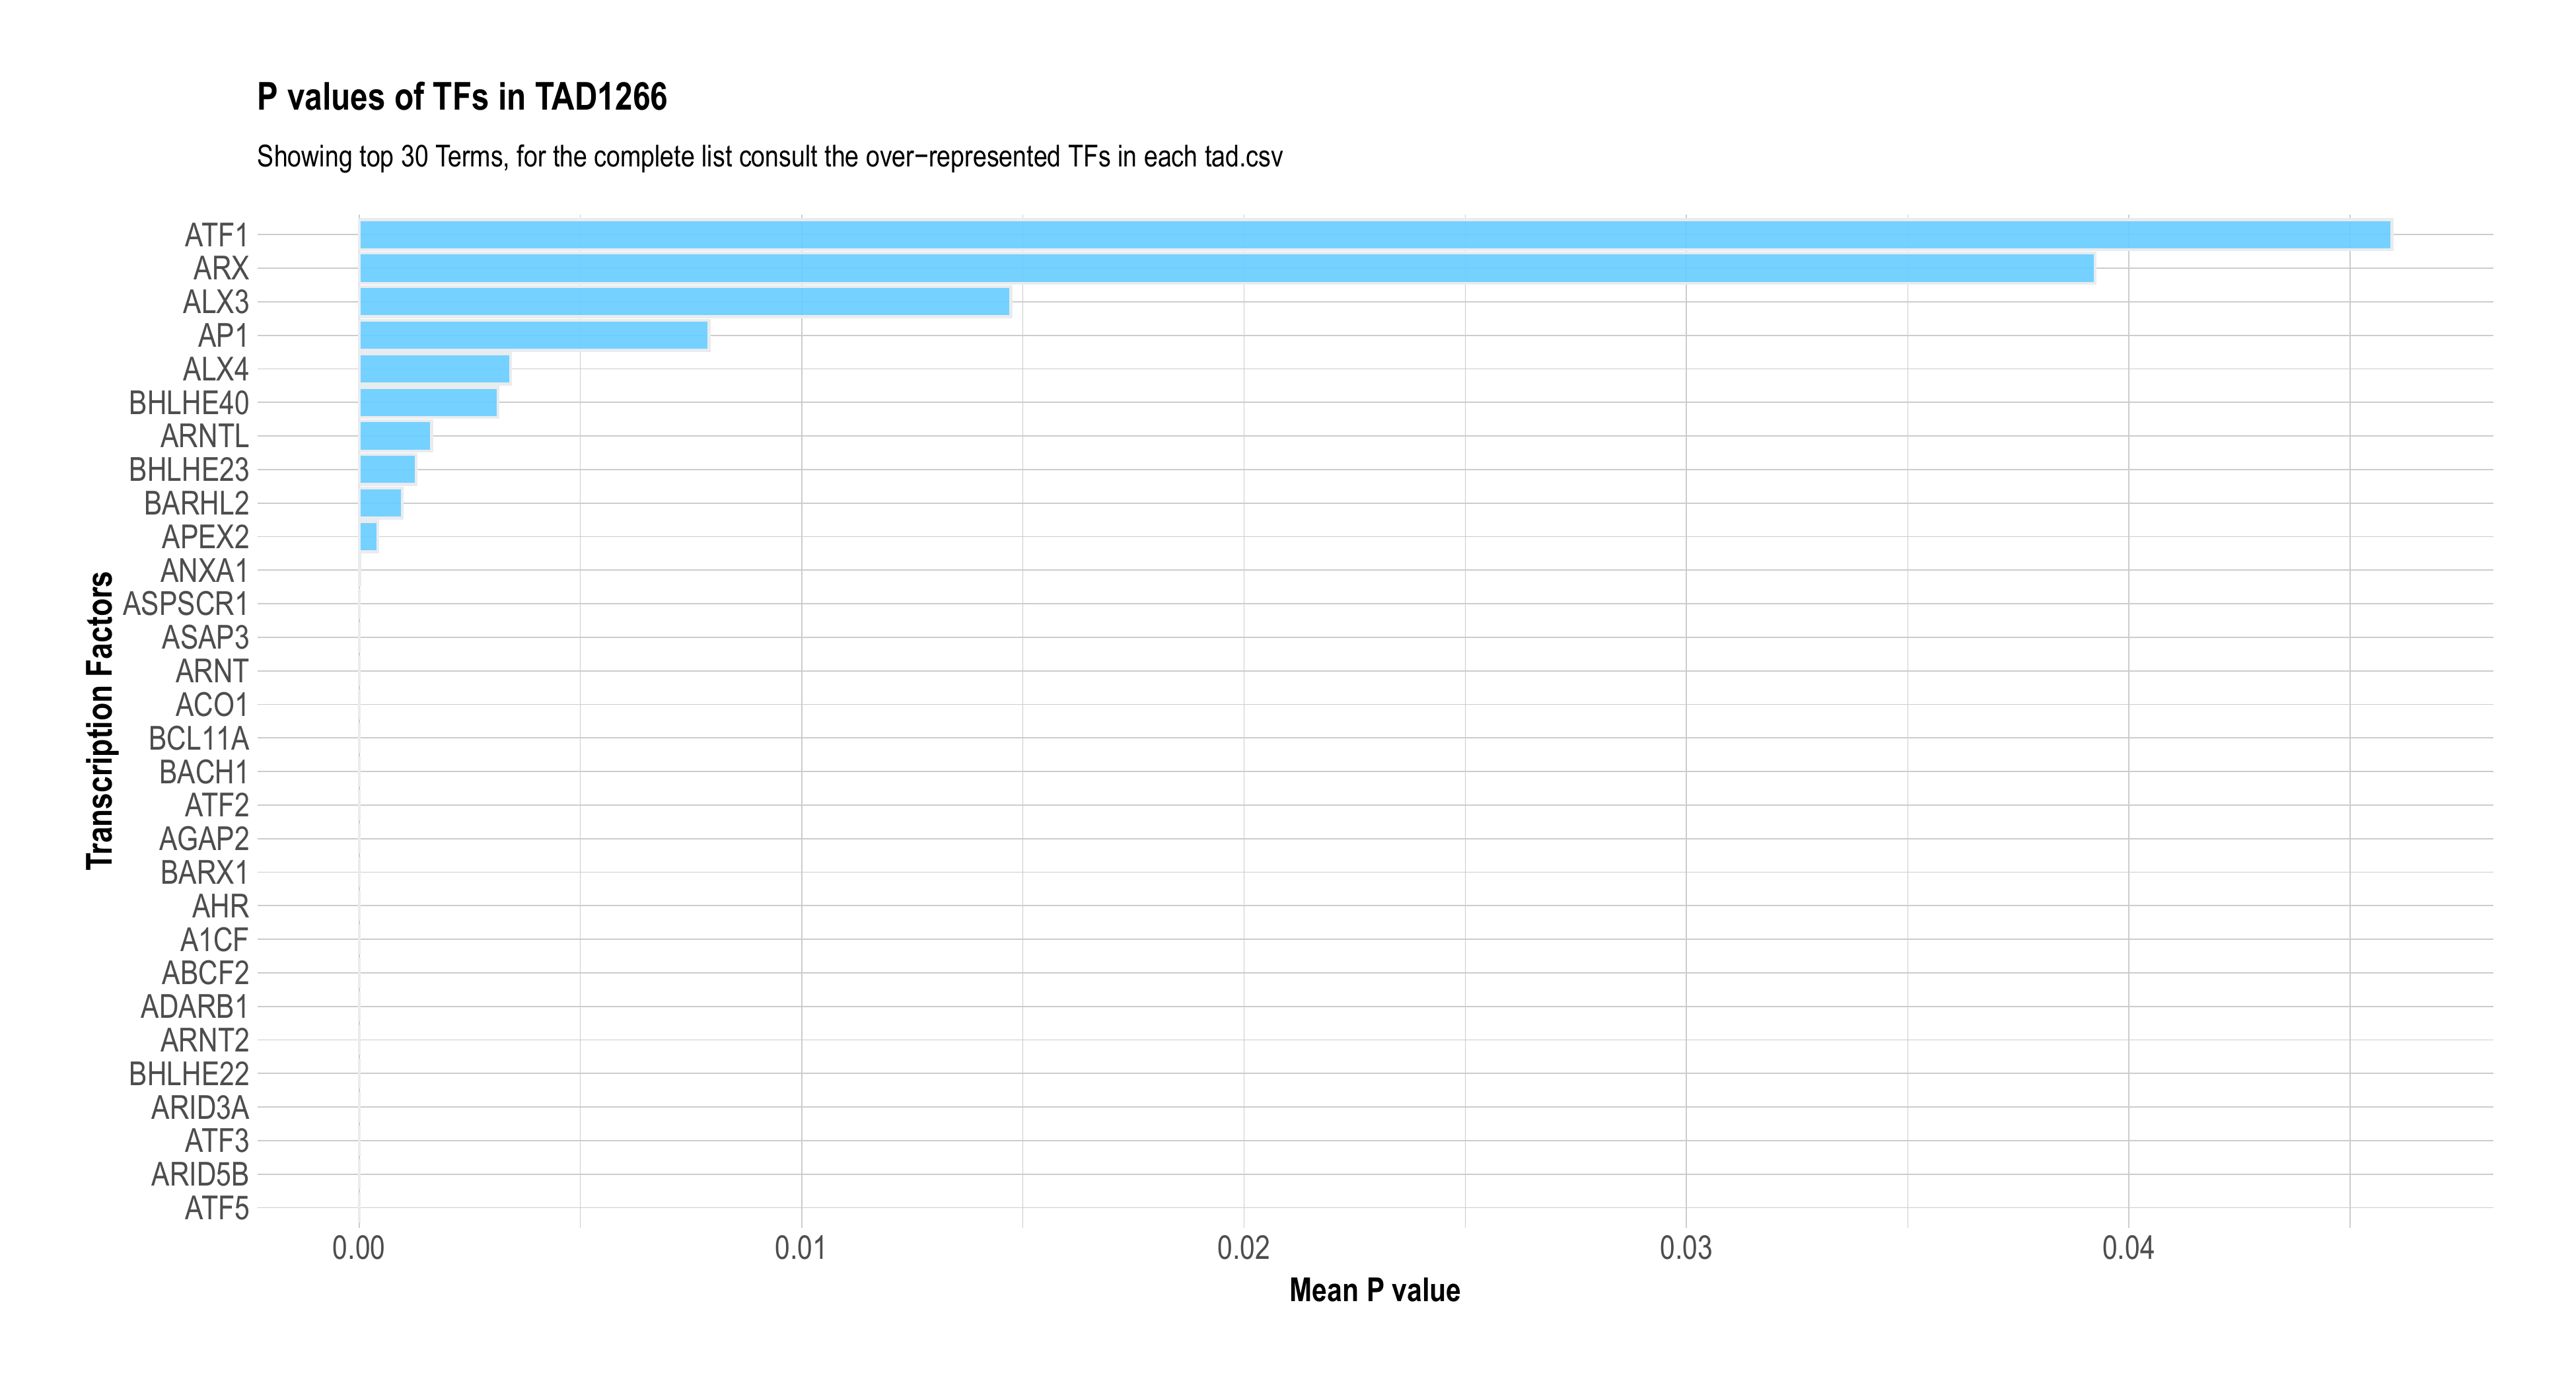 P values of TFs in TAD1266
Showing top 30 Terms, for the complete list consult the over−represented TFs in each tad.csv
Transcription Factors
ATF1
ARX
ALX3
AP1
ALX4
BHLHE40
ARNTL
BHLHE23
BARHL2
APEX2
ANXA1
ASPSCR1
ASAP3
ARNT
ACO1
BCL11A
BACH1
ATF2
AGAP2
BARX1
AHR
A1CF
ABCF2
ADARB1
ARNT2
BHLHE22
ARID3A
ATF3
ARID5B
ATF5
0.00 0.01 0.02 0.03 0.04
Mean P value